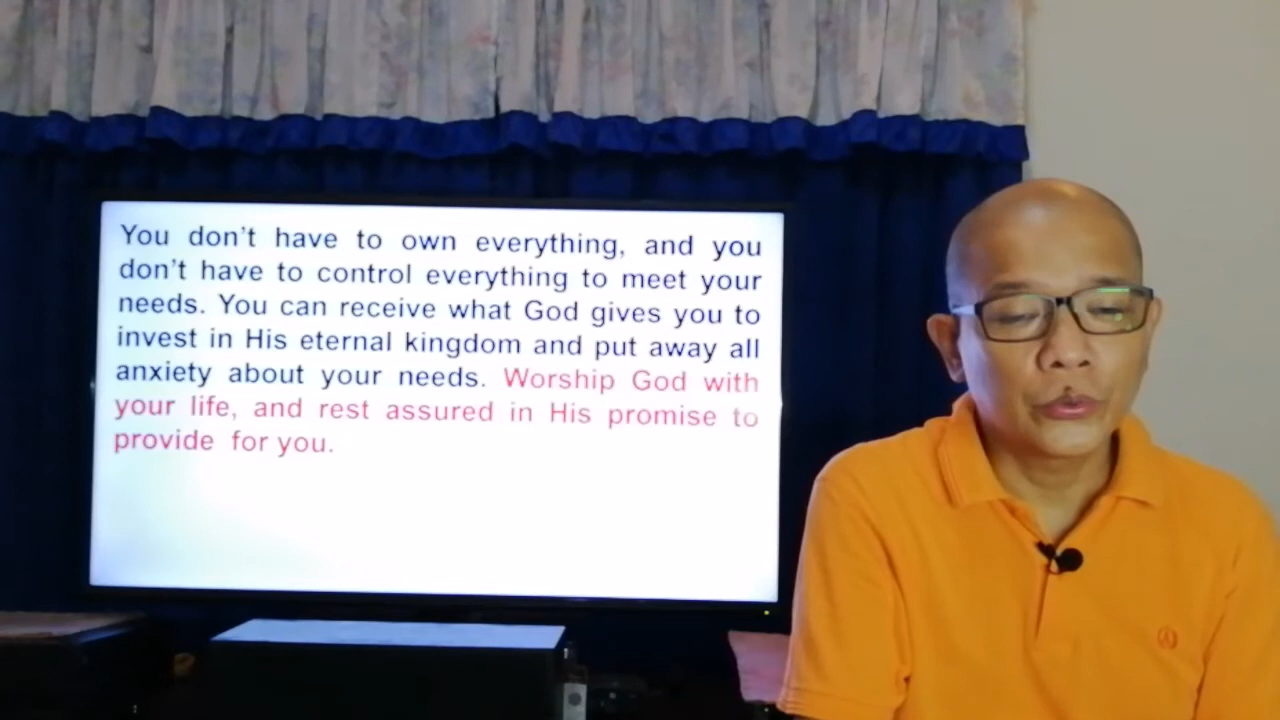 You don't have to own everything, and you
don't have to control everything to meet your
needs. You can receive what God gives you to
invest in His eternal kingdom and put away all
anxiety about your needs. Worship God with
your life, and rest assured in His promise to
provide for you.